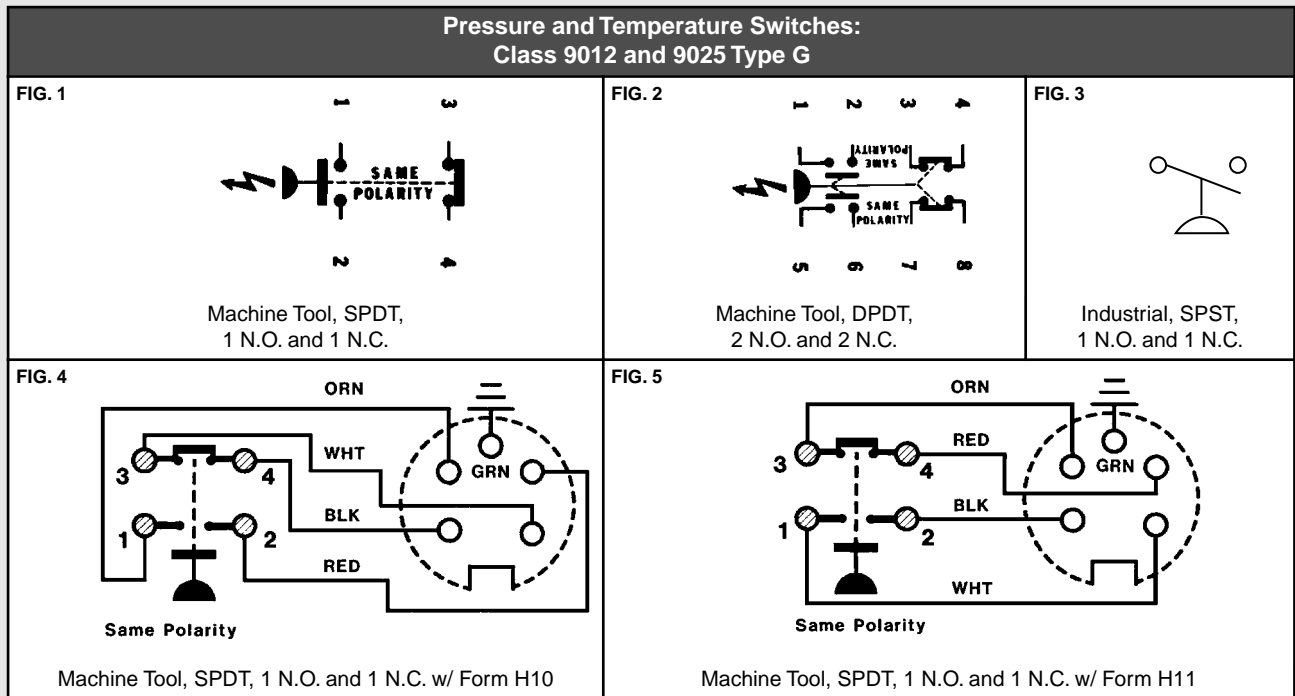 Pressure and Temperature Switches:
Class 9012 and 9025 Type G
FIG. 1
1 3
SAME
POLARITY
2 4
Machine Tool, SPDT,
1 N.O. and 1 N.C.
FIG. 2
1 2 3 4
SAME
POLARITY
SAME
POLARITY
5 6 7 8
Machine Tool, DPDT,
2 N.O. and 2 N.C.
FIG. 3
Industrial, SPST,
1 N.O. and 1 N.C.
FIG. 4
ORN
WHT
GRN
3 4
BLK
1 2
RED
Same Polarity
Machine Tool, SPDT, 1 N.O. and 1 N.C. w/ Form H10
FIG. 5
ORN
RED
GRN
3 4
BLK
1 2
WHT
Same Polarity
Machine Tool, SPDT, 1 N.O. and 1 N.C. w/ Form H11